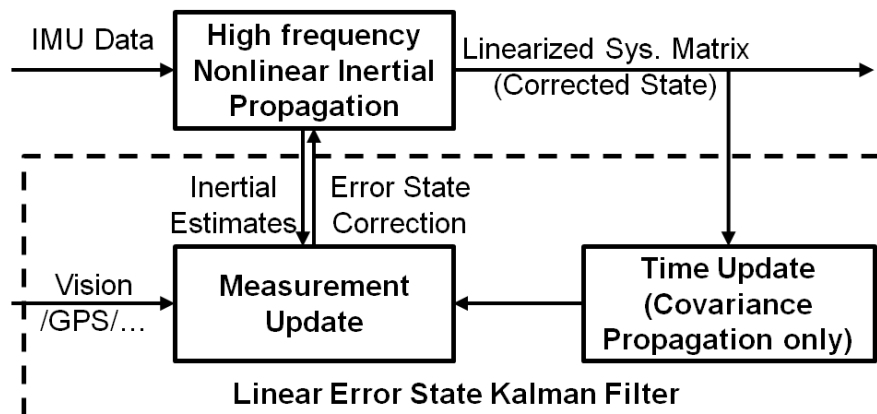 IMU Data
High frequency
Nonlinear Inertial
Propagation
Linearized Sys. Matrix
(Corrected State)
Inertial
Estimates
Error State
Correction
Vision
/GPS/…
Measurement
Update
Time Update
(Covariance
Propagation only)
Linear Error State Kalman Filter